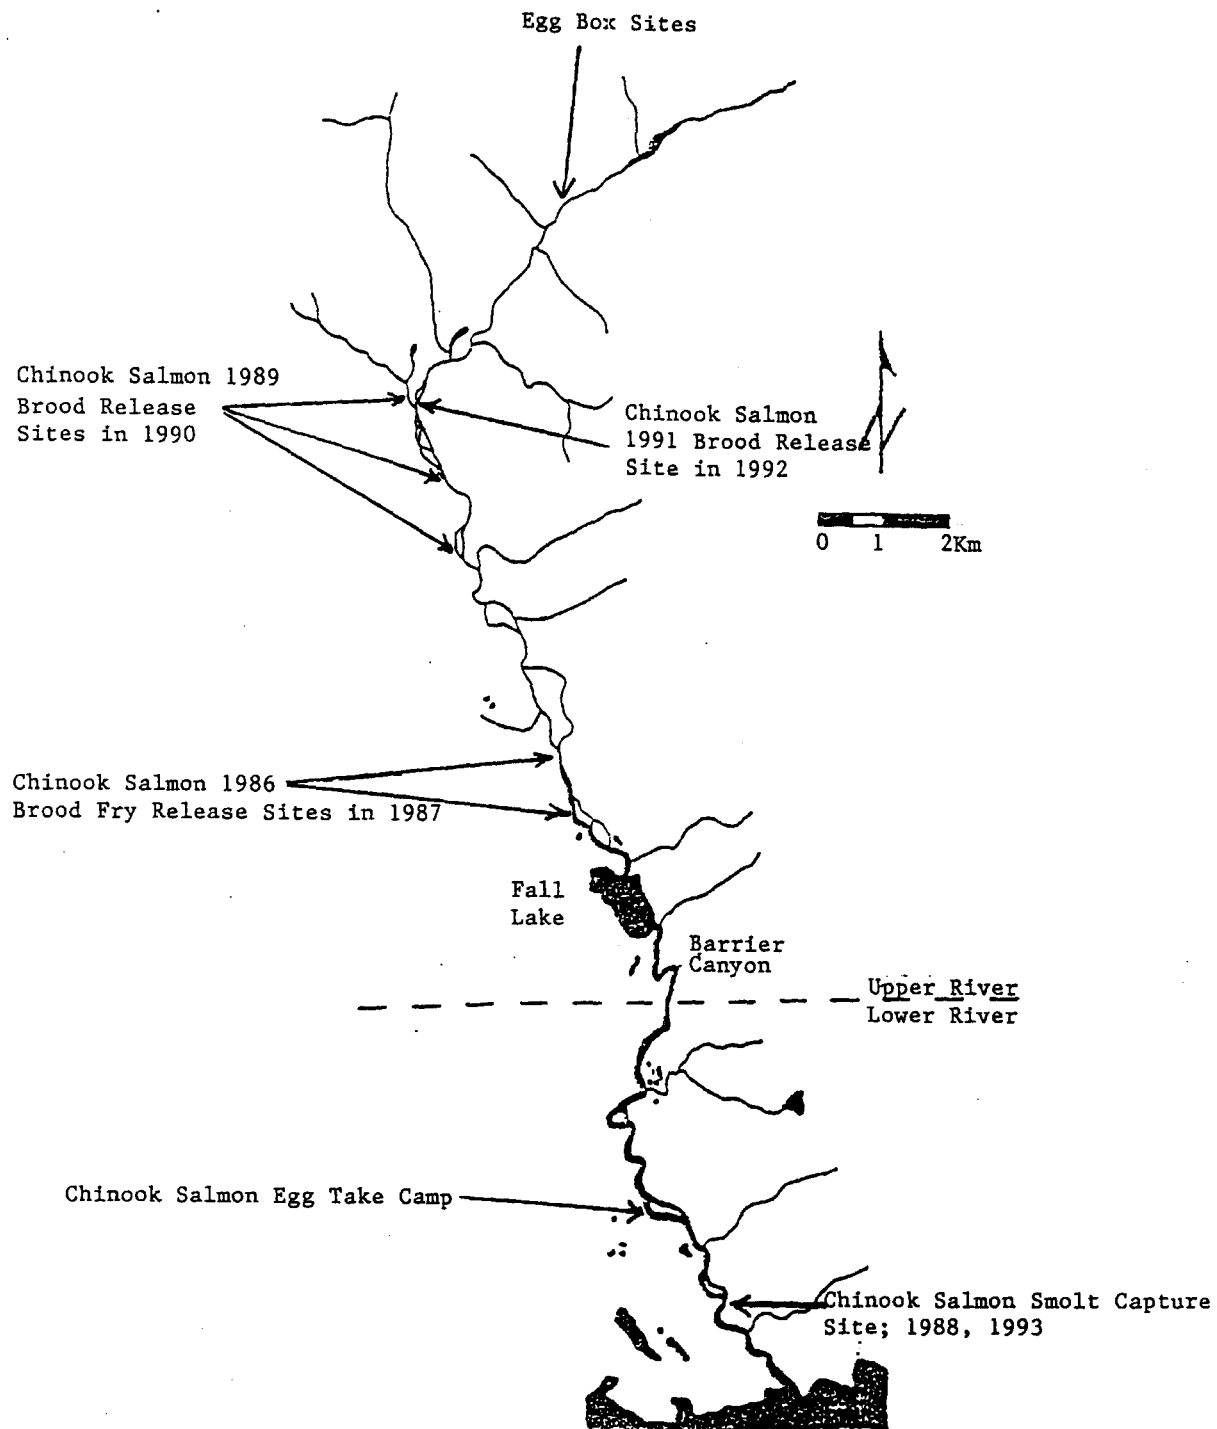 Egg Box Sites
Chinook Salmon 1989
Brood Release
Sites in 1990
Chinook Salmon
1991 Brood Release
Site in 1992
0 1 2Km
Chinook Salmon 1986
Brood Fry Release Sites in 1987
Fall
Lake
Barrier
Canyon
Upper River
Lower River
Chinook Salmon Egg Take Camp
Chinook Salmon Smolt Capture
Site; 1988, 1993